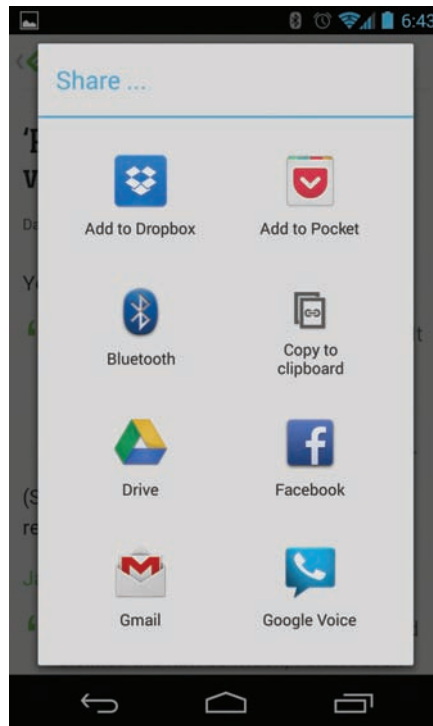 6:43
Share ...
Add to Dropbox
Add to Pocket
Bluetooth
Copy to
clipboard
Drive
Facebook
Gmail
Google Voice